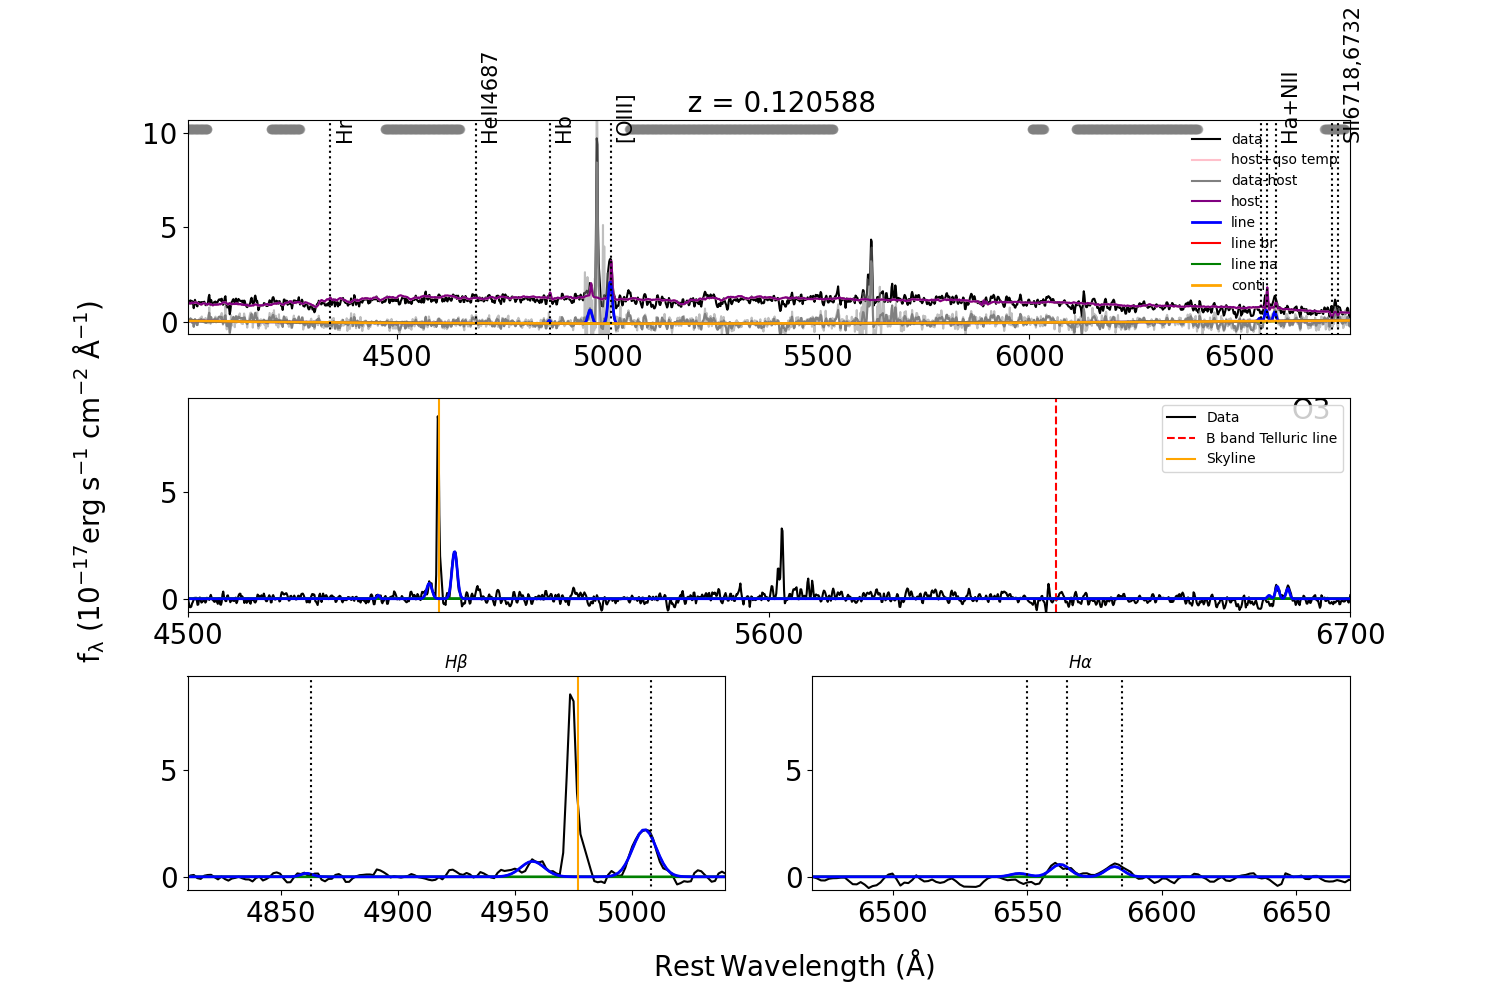 z = 0.120588
Hr
HeII4687
Hb
[OIII]
Ha+NII
SII6718,6732
10
5
0
data
host+qso temp
data-host
host
line
line br
line na
cont
4500 5000 5500 6000 6500
O3
Data
B band Telluric line
Skyline
5
0
4500 5600 6700
fλ (10−17erg s−1 cm−2 Å−1)
Hβ
Hα
5
0
4850 4900 4950 5000
5
0
6500 6550 6600 6650
Rest Wavelength (Å)